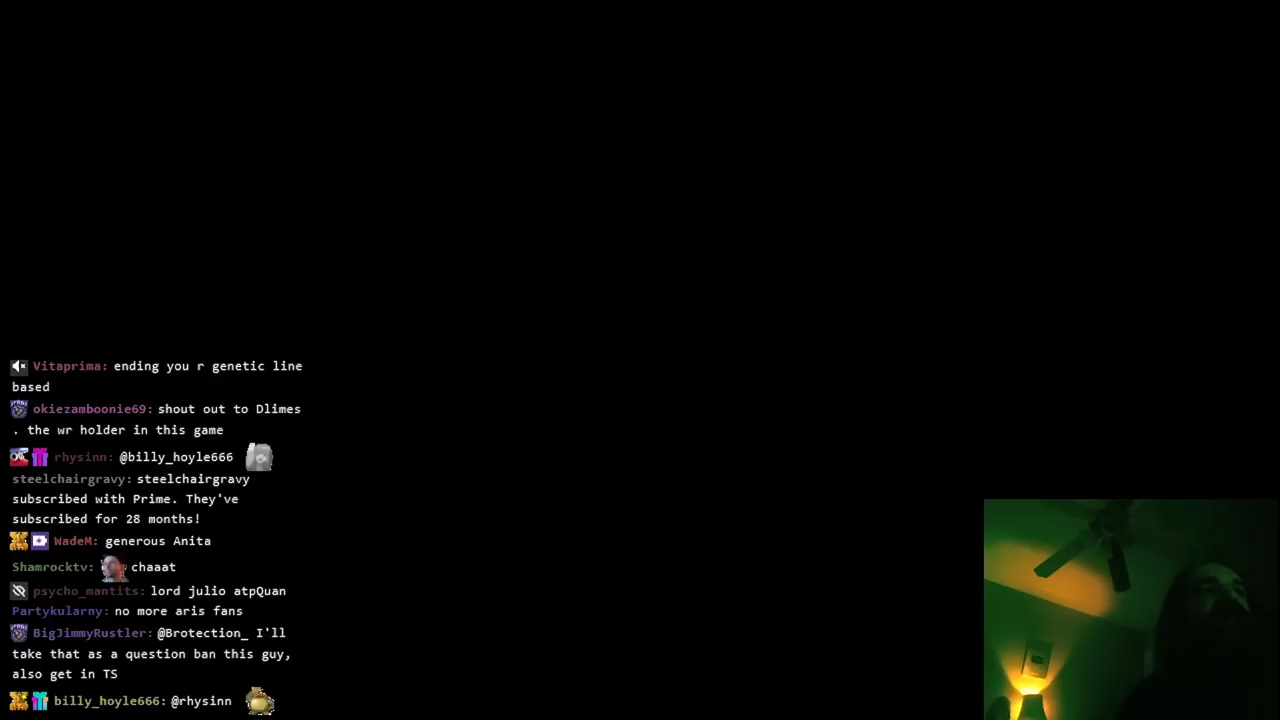 Vitaprima: ending you r genetic line
based
okiezamboonie69: shout out to Dlimes
. the wr holder in this game
rhysinn: @billy_hoyle666
steelchairgravy: steelchairgravy
subscribed with Prime. They've
subscribed for 28 months!
WadeM: generous Anita
Shamrocktv: chaaat
psycho_mantits: lord julio atpQuan
Partykularny: no more aris fans
BigJimmyRustler: @Brotection_ I'll
take that as a question ban this guy,
also get in TS
billy_hoyle666: @rhysinn